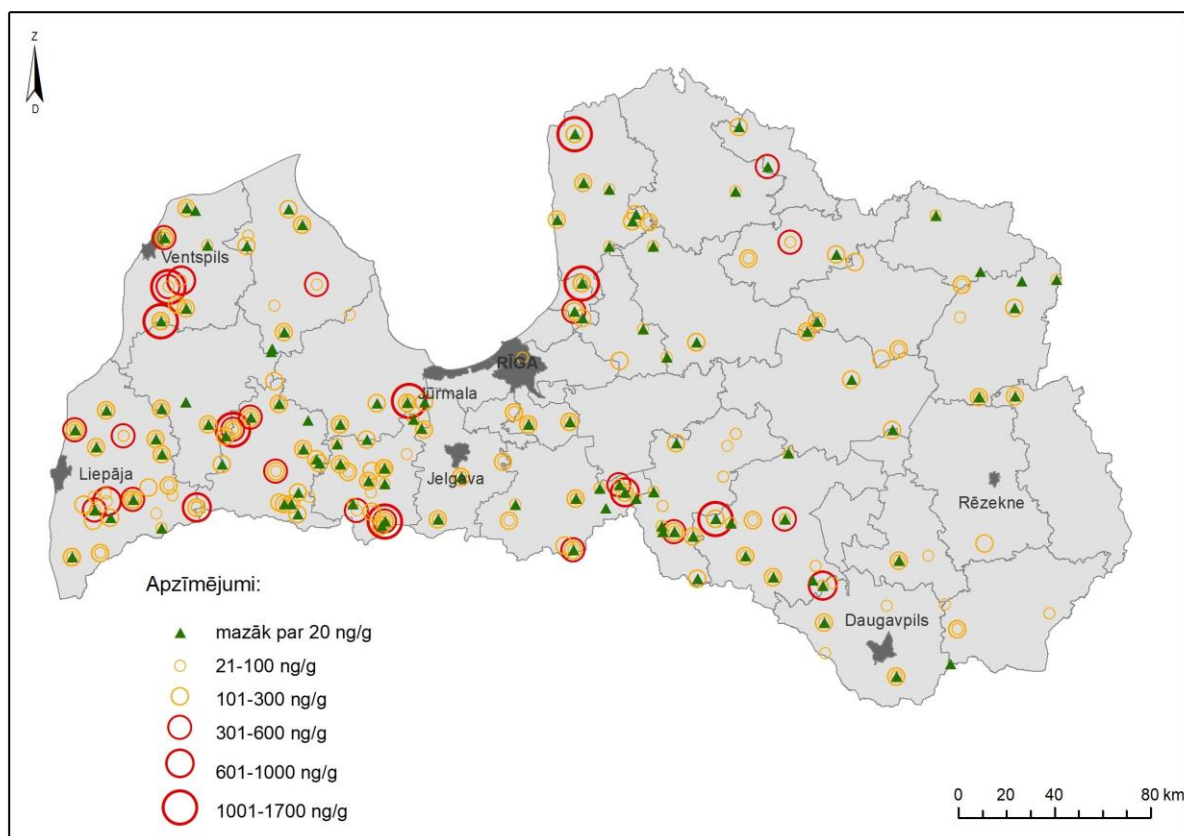 Z
D
Ventspils
RĪGA
Jūrmala
Liepāja
Jelgava
Rēzekne
Daugavpils
Apzīmējumi:
mazāk par 20 ng/g
21-100 ng/g
101-300 ng/g
301-600 ng/g
601-1000 ng/g
1001-1700 ng/g
0 20 40 80 km